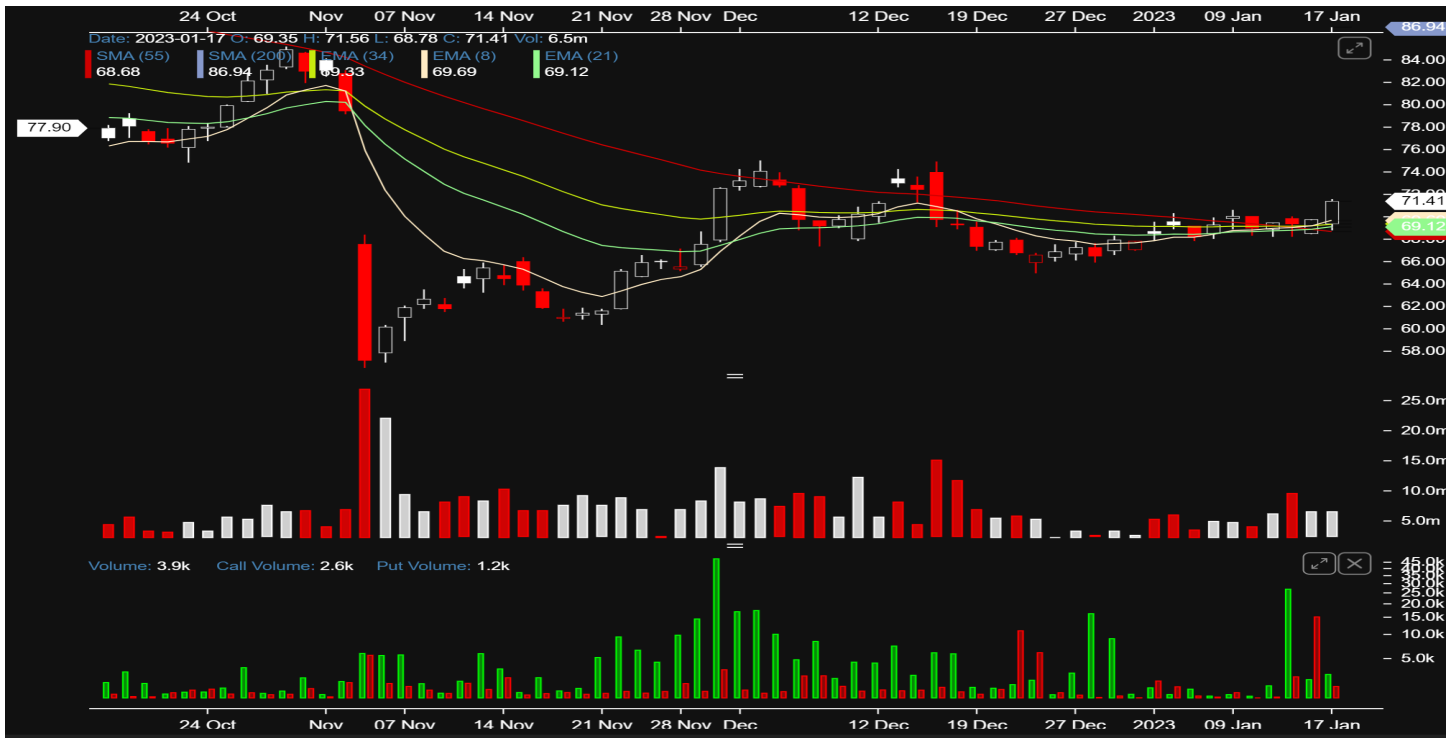 24 Oct Nov 07 Nov 14 Nov 21 Nov 28 Nov Dec 12 Dec 19 Dec 27 Dec 2023 09 Jan 17 Jan
86.94
Date: 2023-01-17 O: 69.35 H: 71.56 L: 68.78 C: 71.41 Vol: 6.5m
SMA (55) SMA (200) EMA (34) EMA (8) EMA (21)
68.68 86.94 69.33 69.69 69.12
84.00
82.00
80.00
77.90
78.00
76.00
74.00
72.00
71.41
69.12
66.00
64.00
62.00
60.00
58.00
25.0m
20.0m
15.0m
10.0m
5.0m
Volume: 3.9k Call Volume: 2.6k Put Volume: 1.2k
45.0k
40.0k
35.0k
30.0k
25.0k
20.0k
15.0k
10.0k
5.0k
24 Oct Nov 07 Nov 14 Nov 21 Nov 28 Nov Dec 12 Dec 19 Dec 27 Dec 2023 09 Jan 17 Jan